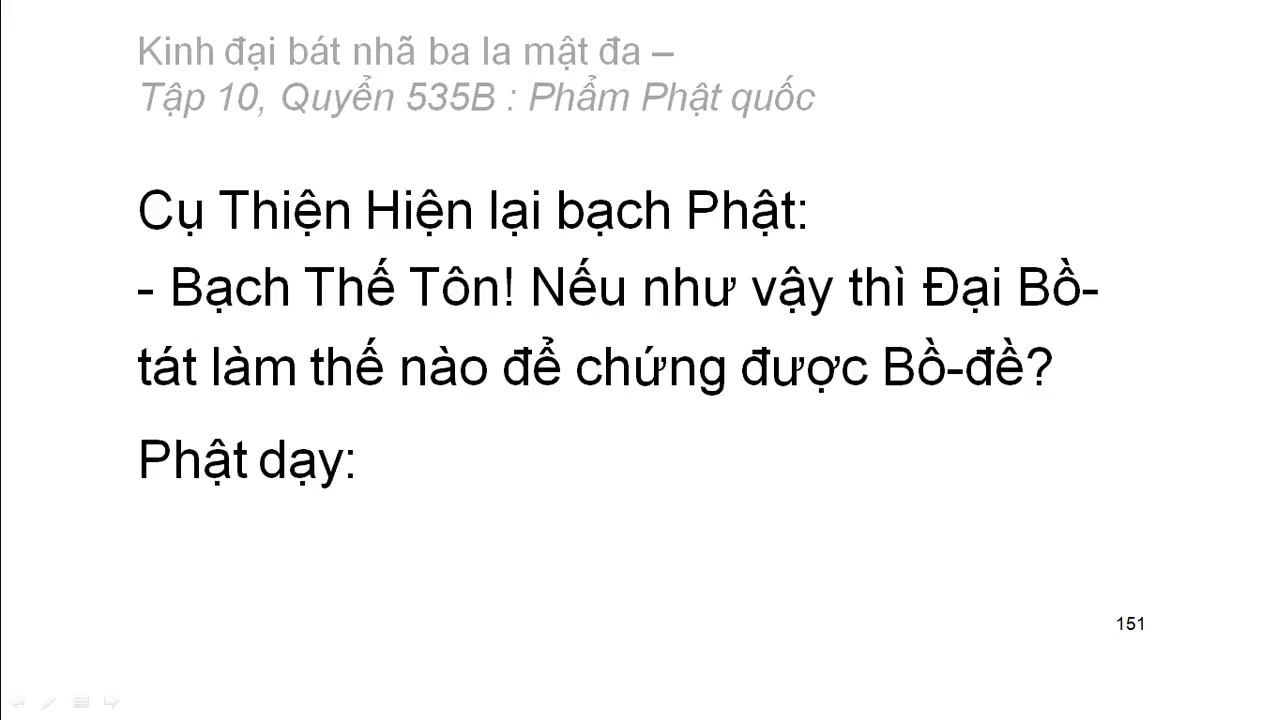 Kinh đại bát nhã ba la mật đa –
Tập 10, Quyển 535B : Phẩm Phật quốc
Cụ Thiện Hiện lại bạch Phật:
- Bạch Thế Tôn! Nếu như vậy thì Đại Bồ-
tát làm thế nào để chứng được Bồ-đề?
Phật dạy:
151